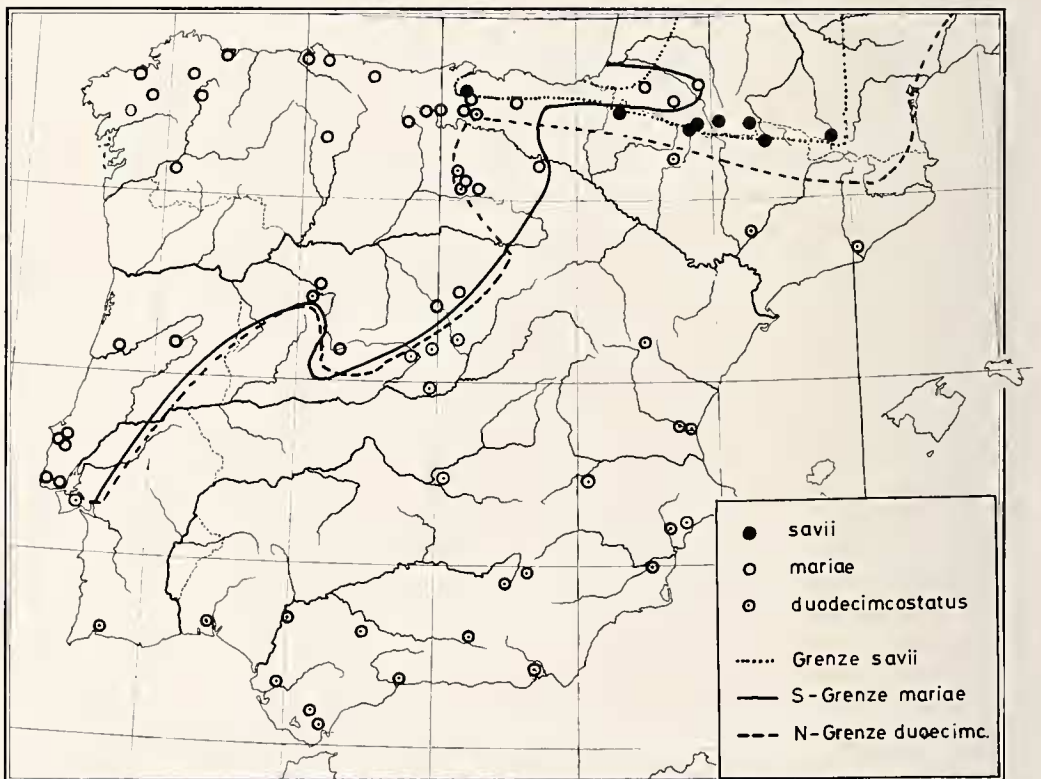 savii
mariae
duodecimcostatus
Grenze savii
S-Grenze mariae
N-Grenze duoecimc.